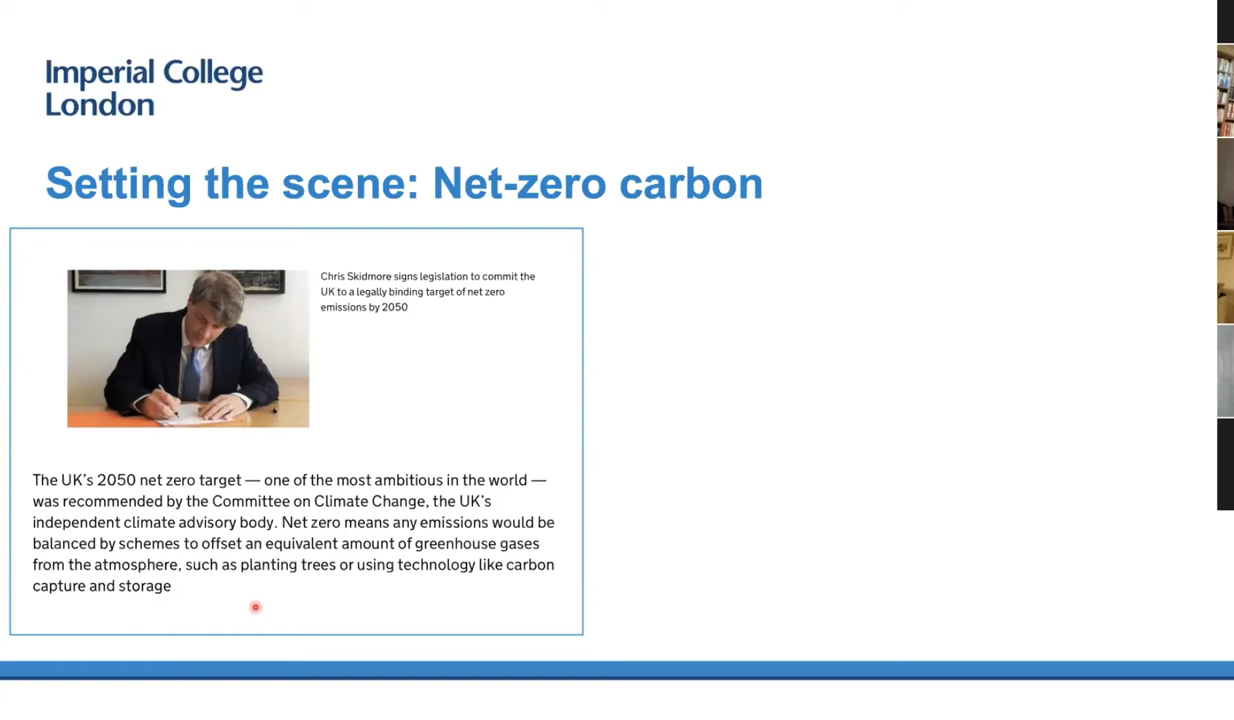 Imperial College
London
Setting the scene: Net-zero carbon
Chris Skidmore signs legislation to commit the
UK to a legally binding target of net zero
emissions by 2050
The UK's 2050 net zero target — one of the most ambitious in the world —
was recommended by the Committee on Climate Change, the UK's
independent climate advisory body. Net zero means any emissions would be
balanced by schemes to offset an equivalent amount of greenhouse gases
from the atmosphere, such as planting trees or using technology like carbon
capture and storage